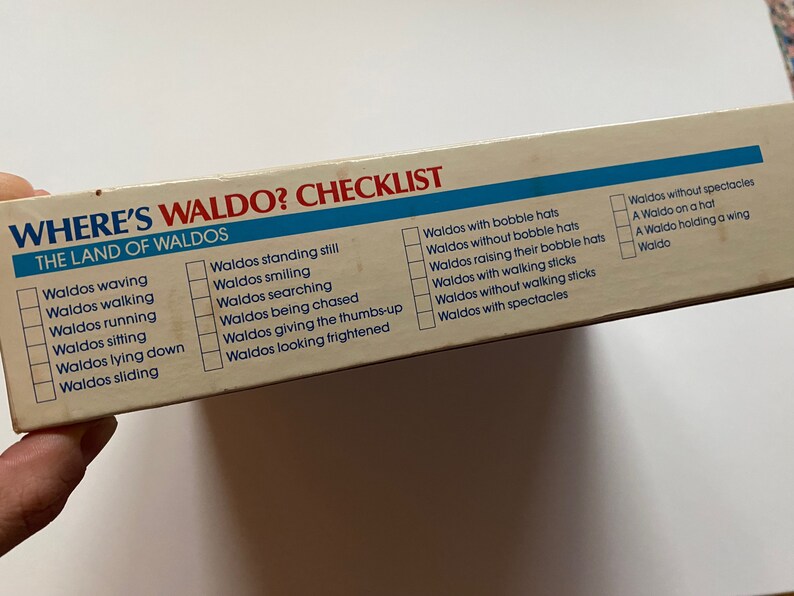 WHERE'S WALDO? CHECKLIST
THE LAND OF WALDOS
Waldos waving
Waldos walking
Waldos running
Waldos sitting
Waldos lying down
Waldos sliding
Waldos standing still
Waldos smiling
Waldos searching
Waldos being chased
Waldos giving the thumbs-up
Waldos looking frightened
Waldos with bobble hats
Waldos without bobble hats
Waldos raising their bobble hats
Waldos with walking sticks
Waldos without walking sticks
Waldos with spectacles
Waldos without spectacles
A Waldo on a hat
A Waldo holding a wing
Waldo